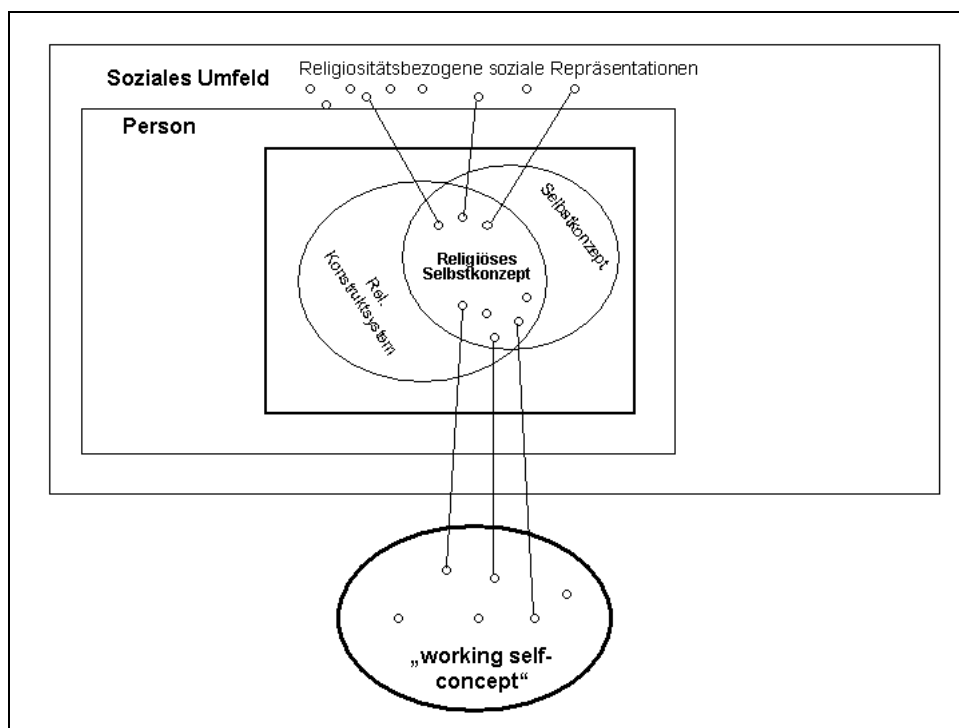 Religiositätsbezogene soziale Repräsentationen
Soziales Umfeld
Person
Selbstkonzept
Religiöses
Selbstkonzept
Rel.
Konstruktsystem
„working self-
concept“